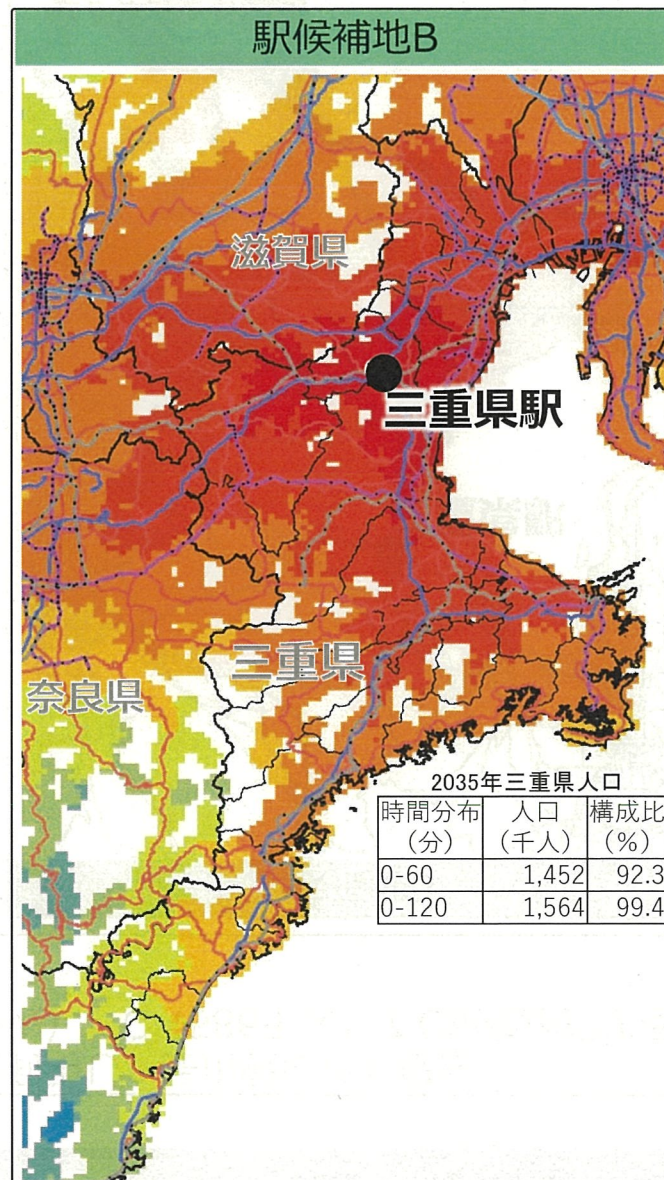 駅候補地B
滋賀県
三重県駅
三重県
奈良県
2035年三重県人口
時間分布 人口 構成比
(分) (千人) (%)
0-60 1,452 92.3
0-120 1,564 99.4